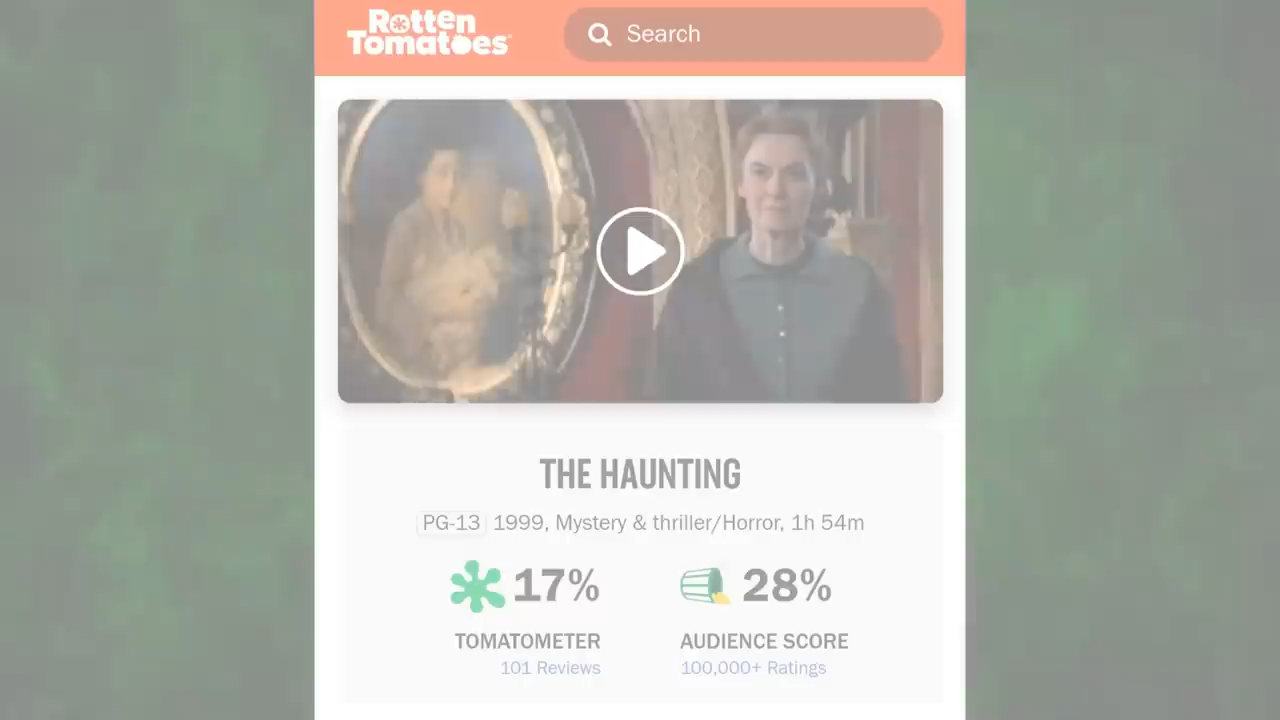 Rotten
Tomatoes
Search
THE HAUNTING
PG-13 1999, Mystery & thriller/Horror, 1h 54m
17% 28%
TOMATOMETER AUDIENCE SCORE
101 Reviews 100,000+ Ratings